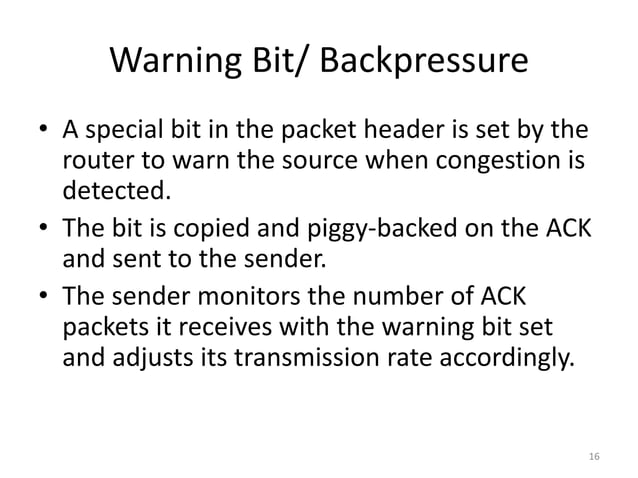 Warning Bit/ Backpressure
• A special bit in the packet header is set by the
router to warn the source when congestion is
detected.
• The bit is copied and piggy-backed on the ACK
and sent to the sender.
• The sender monitors the number of ACK
packets it receives with the warning bit set
and adjusts its transmission rate accordingly.
16